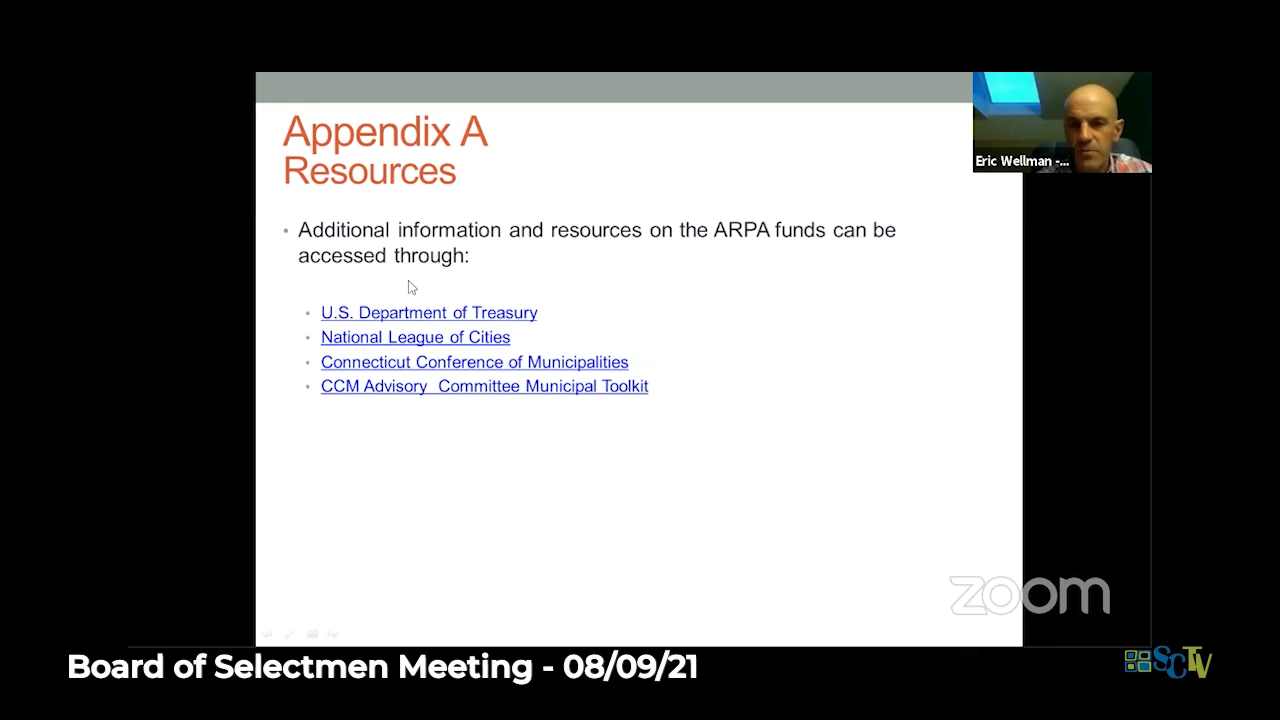 Appendix A
Resources
Eric Wellman -...
• Additional information and resources on the ARPA funds can be
accessed through:
• U.S. Department of Treasury
• National League of Cities
• Connecticut Conference of Municipalities
• CCM Advisory  Committee Municipal Toolkit
zoom
Board of Selectmen Meeting - 08/09/21
SCTV